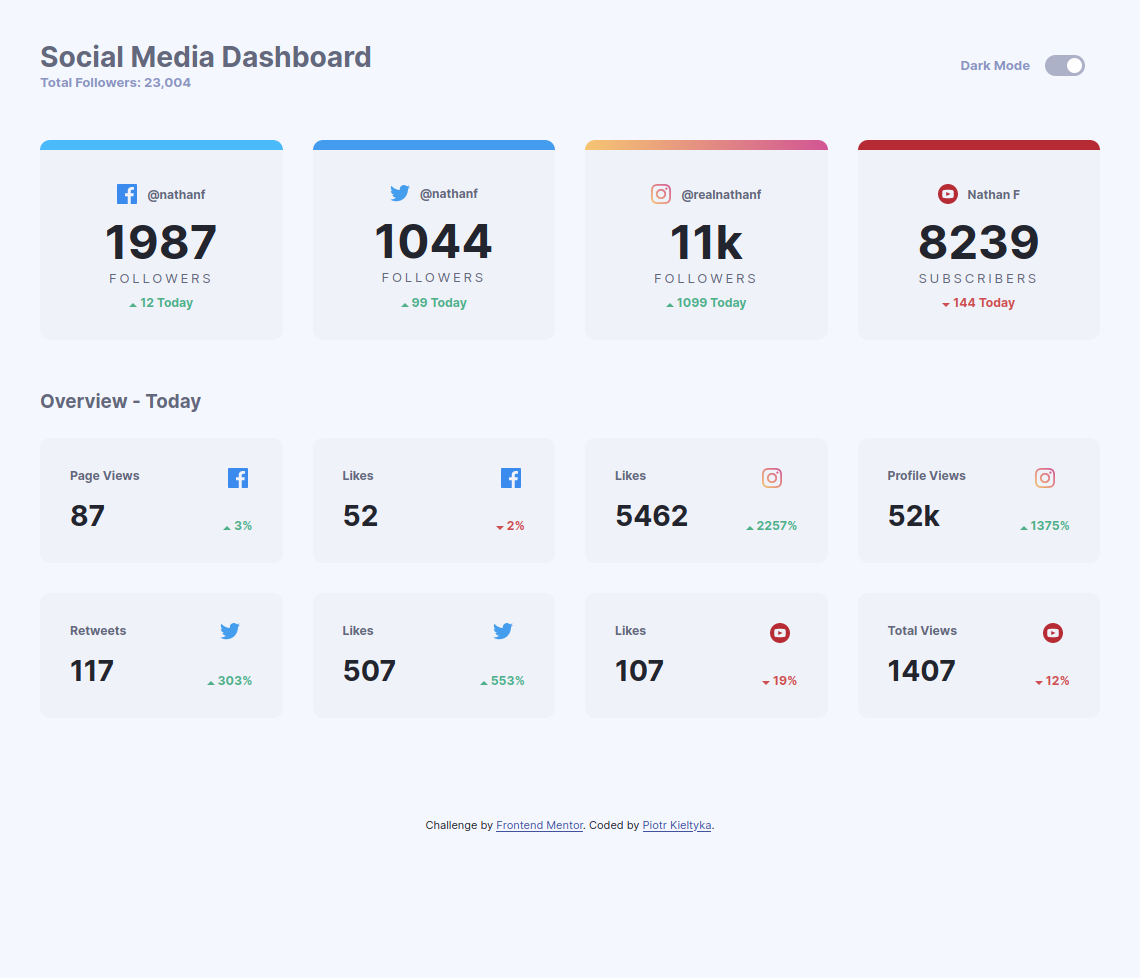 Social Media Dashboard
Total Followers: 23,004
Dark Mode
@nathanf
1987
FOLLOWERS
12 Today
@nathanf
1044
FOLLOWERS
99 Today
@realnathanf
11k
FOLLOWERS
1099 Today
Nathan F
8239
SUBSCRIBERS
144 Today
Overview - Today
Page Views
87
3%
Likes
52
2%
Likes
5462
2257%
Profile Views
52k
1375%
Retweets
117
303%
Likes
507
553%
Likes
107
19%
Total Views
1407
12%
Challenge by Frontend Mentor. Coded by Piotr Kieltyka.